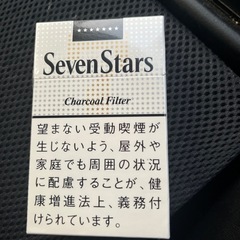 SevenStars
Charcoal Filter
望まない受動喫煙が
生じないよう、屋外や
家庭でも周囲の状況
に配慮することが、健
康増進法上、義務付
けられています。